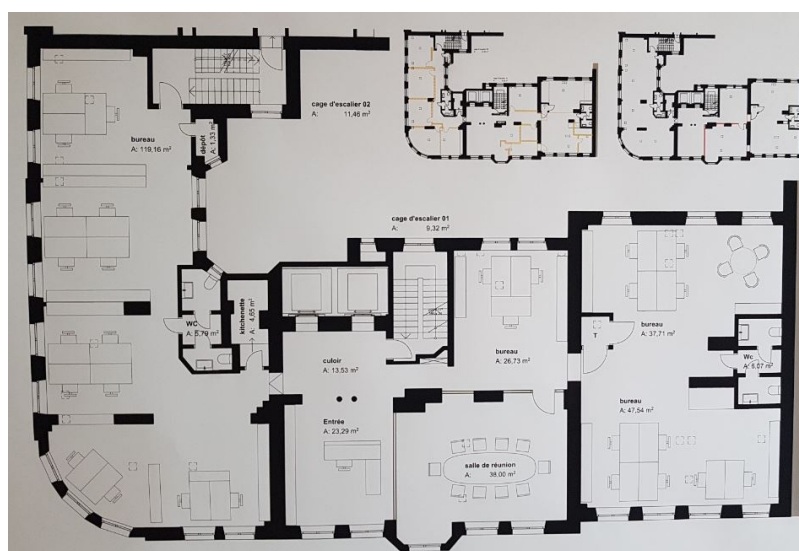 cage d'escalier 02
A: 11,46 m²
dépôt
A: 1,33 m²
bureau
A: 119,16 m²
cage d'escalier 01
A: 9,32 m²
WC
A: 5,79 m²
kitchenette
A: 4,65 m²
culoir
A: 13,53 m²
bureau
A: 26,73 m²
bureau
A: 37,71 m²
T
Wc
A: 6,07 m²
Entrée
A: 23,29 m²
bureau
A: 47,54 m²
salle de réunion
A: 38,00 m²